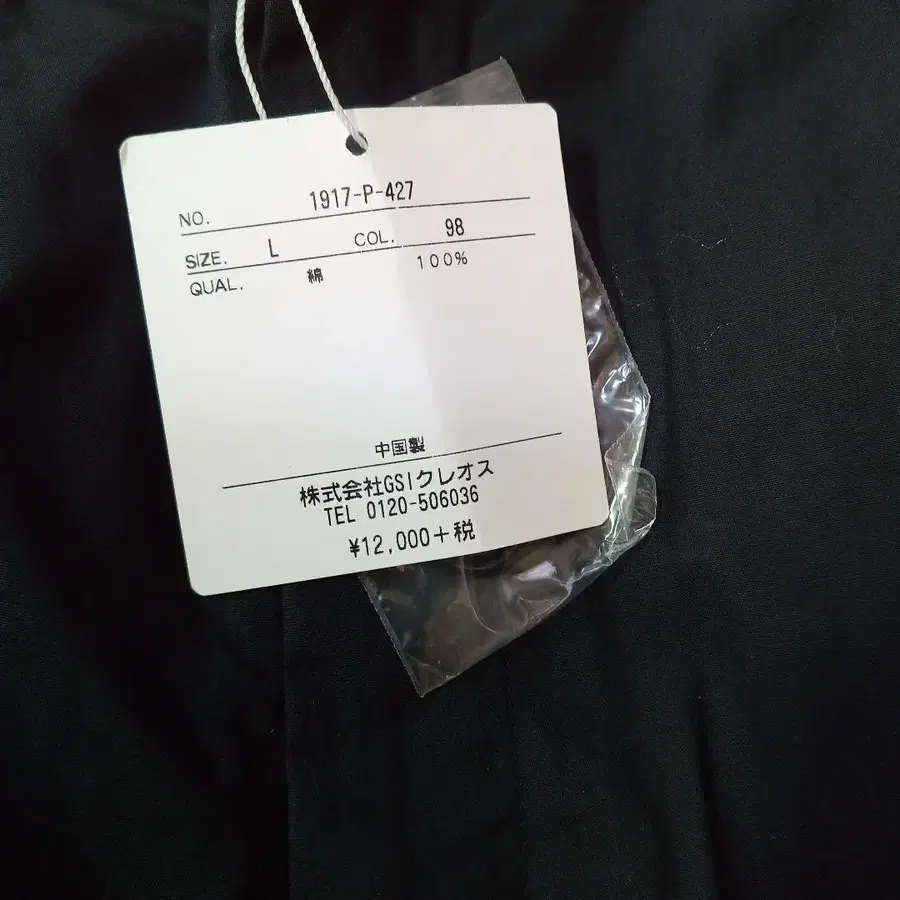 NO. 1917-P-427
SIZE. L COL. 98
QUAL. 綿 100%
中国製
株式会社GSIクレオス
TEL 0120-506036
¥12,000+税